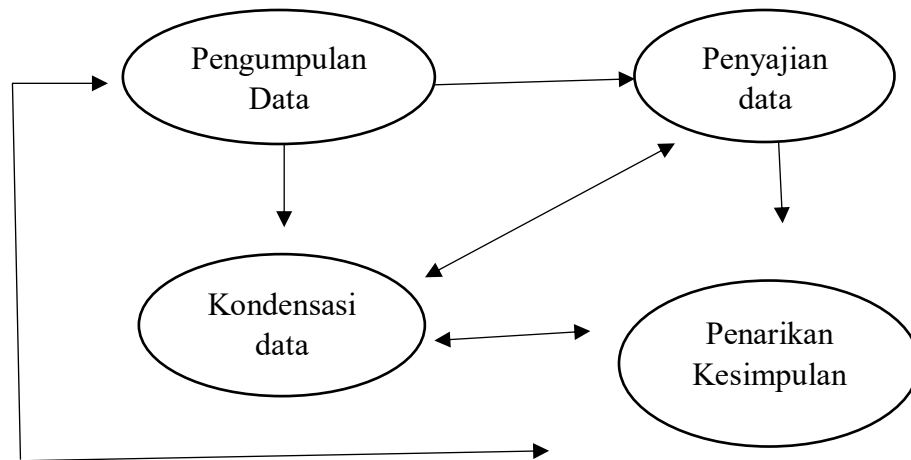 Pengumpulan
Data
Penyajian
data
Kondensasi
data
Penarikan
Kesimpulan